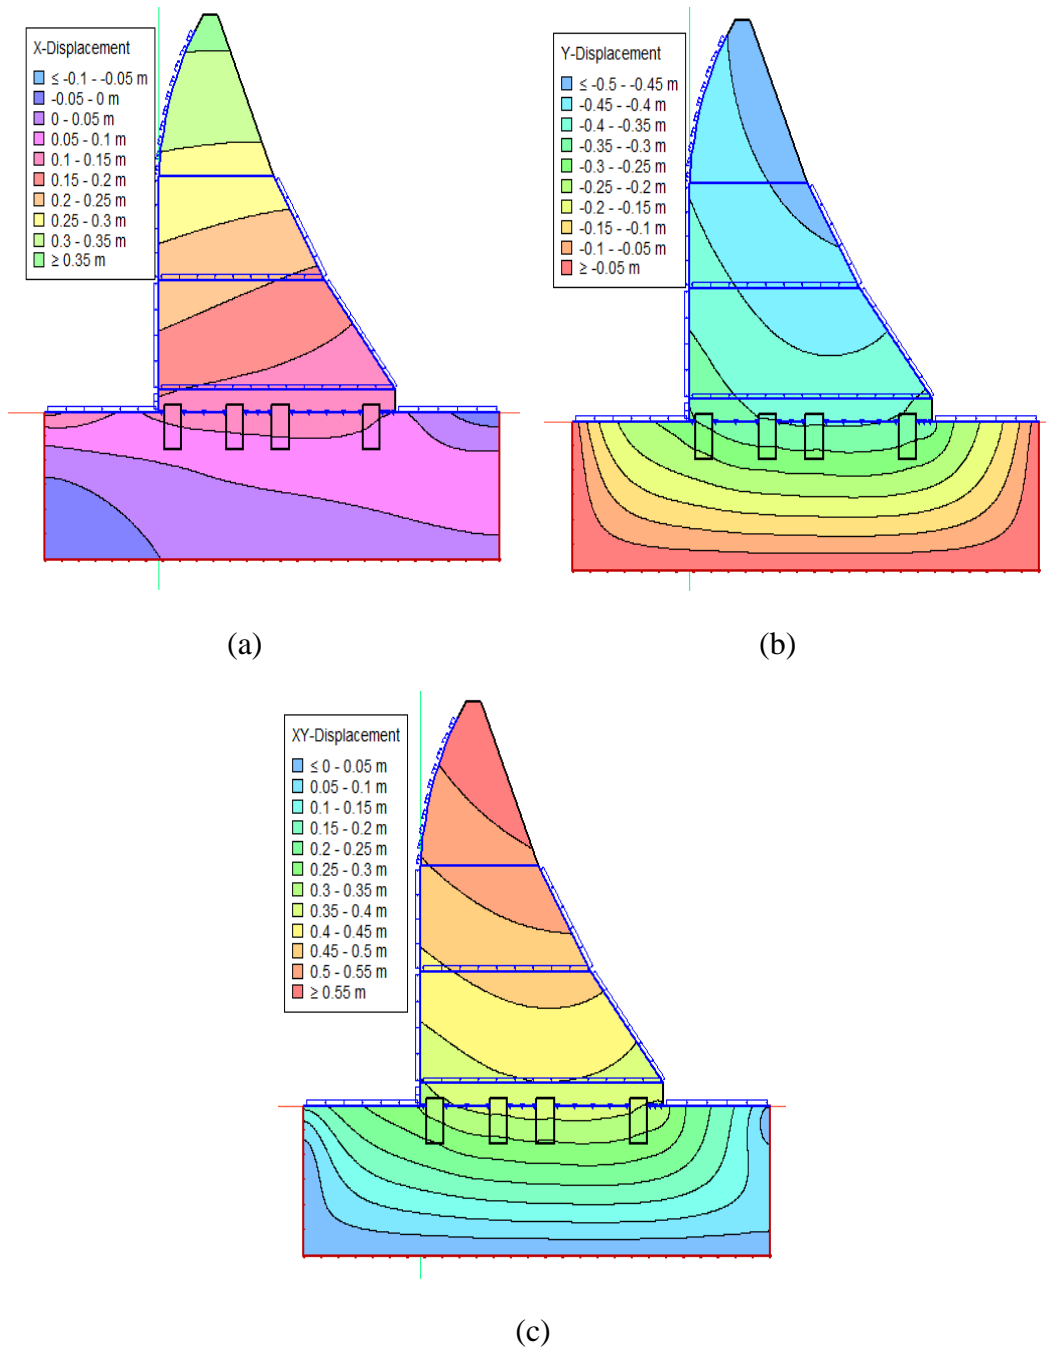 X-Displacement
≤ -0.1 - -0.05 m
-0.05 - 0 m
0 - 0.05 m
0.05 - 0.1 m
0.1 - 0.15 m
0.15 - 0.2 m
0.2 - 0.25 m
0.25 - 0.3 m
0.3 - 0.35 m
≥ 0.35 m
(a)
Y-Displacement
≤ -0.5 - -0.45 m
-0.45 - -0.4 m
-0.4 - -0.35 m
-0.35 - -0.3 m
-0.3 - -0.25 m
-0.25 - -0.2 m
-0.2 - -0.15 m
-0.15 - -0.1 m
-0.1 - -0.05 m
≥ -0.05 m
(b)
XY-Displacement
≤ 0 - 0.05 m
0.05 - 0.1 m
0.1 - 0.15 m
0.15 - 0.2 m
0.2 - 0.25 m
0.25 - 0.3 m
0.3 - 0.35 m
0.35 - 0.4 m
0.4 - 0.45 m
0.45 - 0.5 m
0.5 - 0.55 m
≥ 0.55 m
(c)